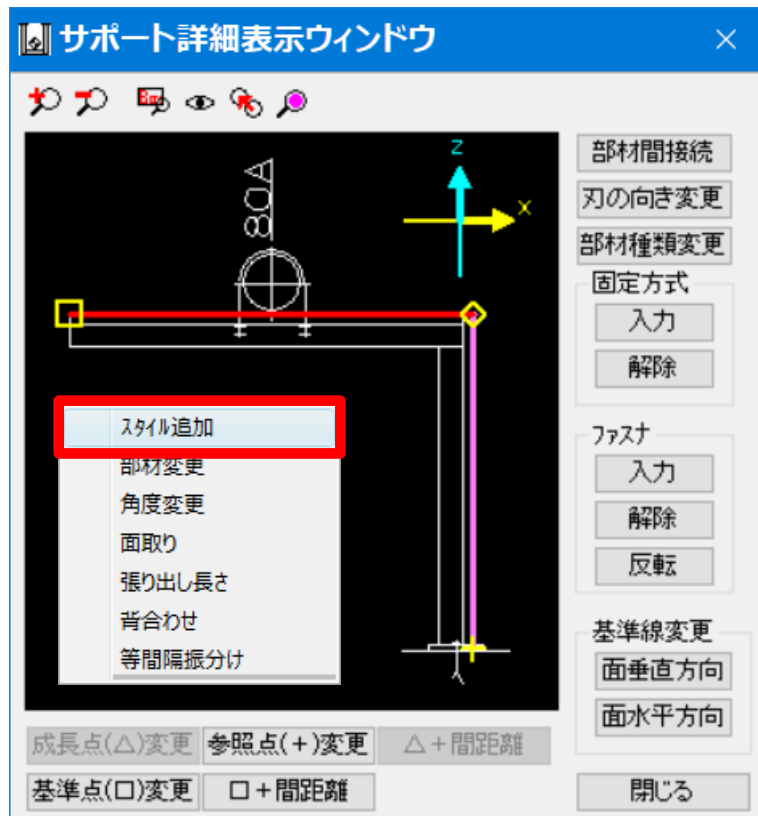 サポート詳細表示ウィンドウ
80A
Z
X
スタイル追加
部材変更
角度変更
面取り
張り出し長さ
背合わせ
等間隔振分け
部材間接続
刃の向き変更
部材種類変更
固定方式
入力
解除
ファスナ
入力
解除
反転
基準線変更
面垂直方向
面水平方向
成長点(△)変更
参照点(+)変更
△+間距離
基準点(□)変更
□+間距離
閉じる